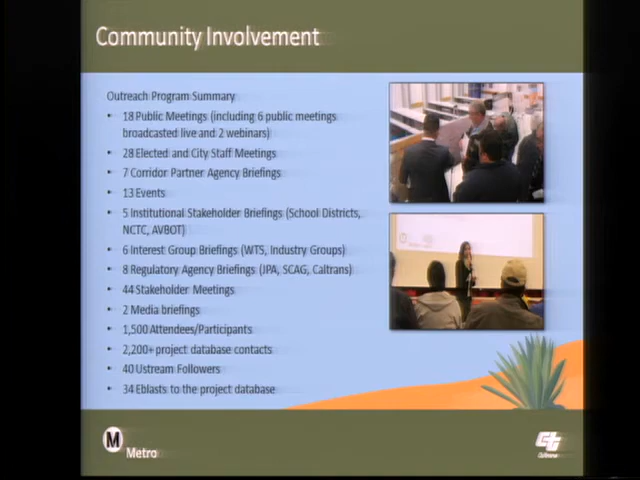 Community Involvement
Outreach Program Summary
• 18 Public Meetings (including 6 public meetings
broadcasted live and 2 webinars)
• 28 Elected and City Staff Meetings
• 7 Corridor Partner Agency Briefings
• 13 Events
• 5 Institutional Stakeholder Briefings (School Districts,
NCTC, AVBOT)
• 6 Interest Group Briefings (WTS, Industry Groups)
• 8 Regulatory Agency Briefings (JPA, SCAG, Caltrans)
• 44 Stakeholder Meetings
• 2 Media briefings
• 1,500 Attendees/Participants
• 2,200+ project database contacts
• 40 Ustream Followers
• 34 Eblasts to the project database
M
Metro
ct
Caltrans